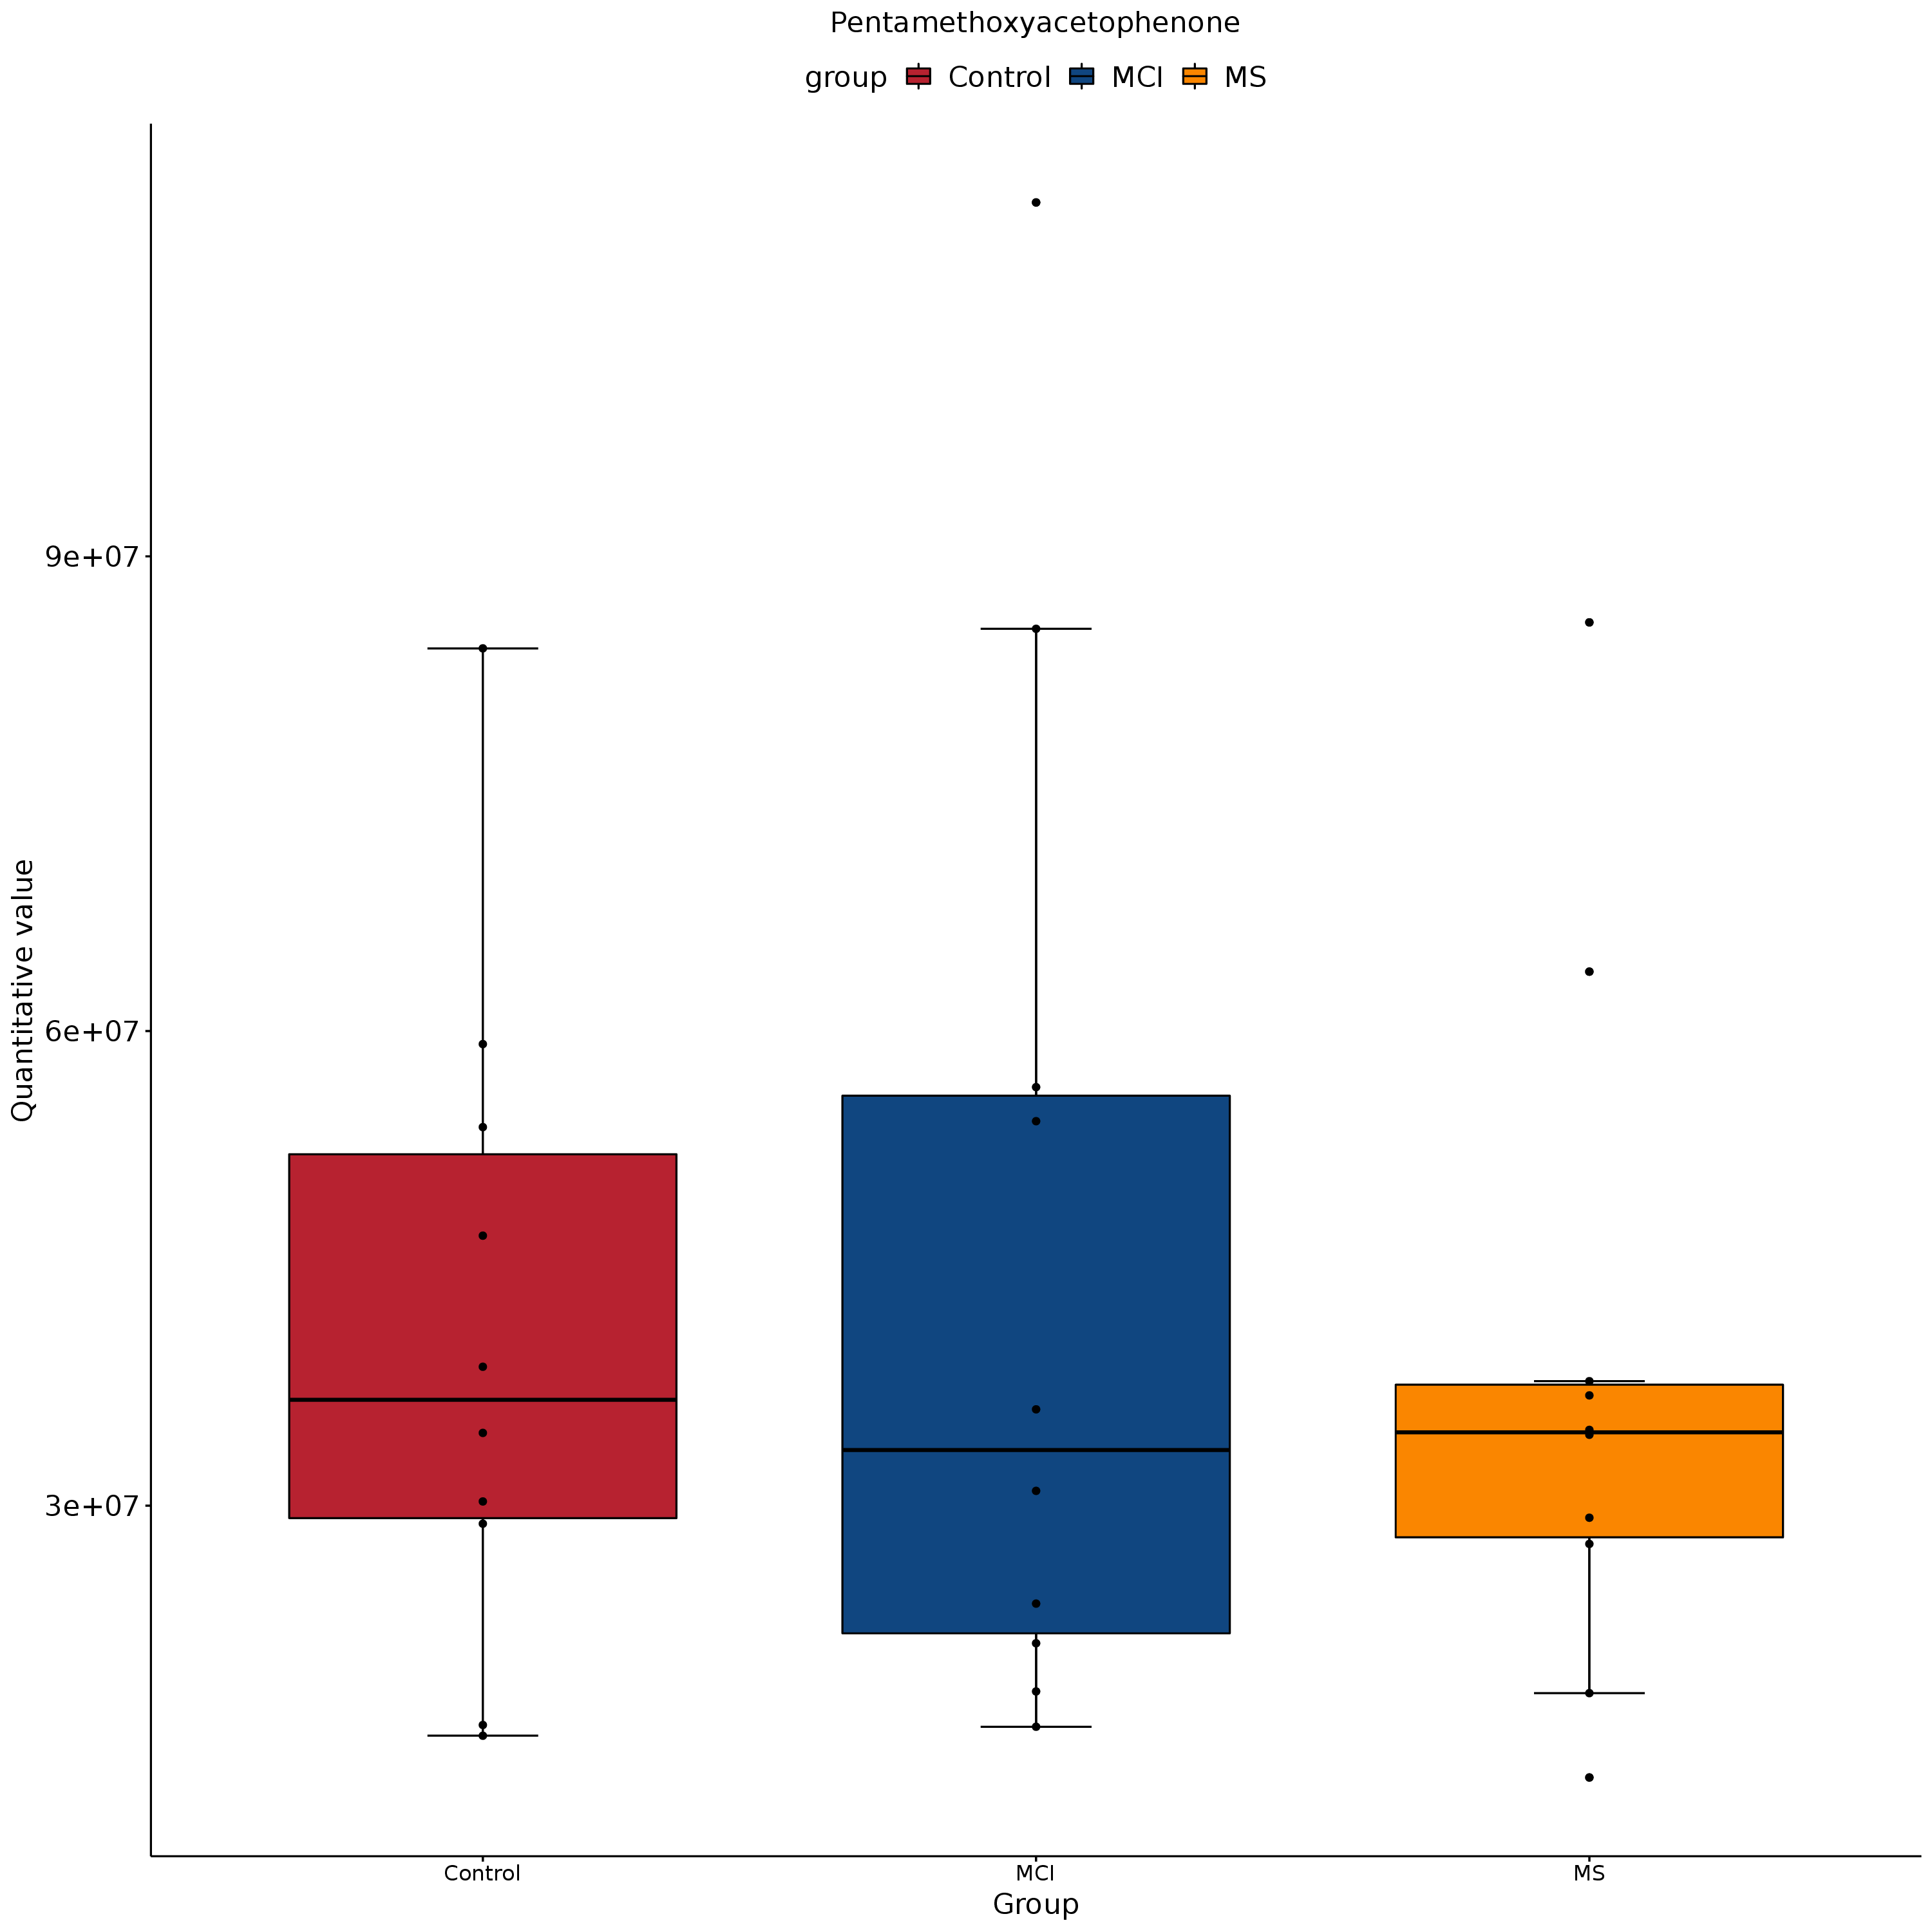 Pentamethoxyacetophenone
group Control MCI MS
Quantitative value
9e+07
6e+07
3e+07
Control MCI MS
Group